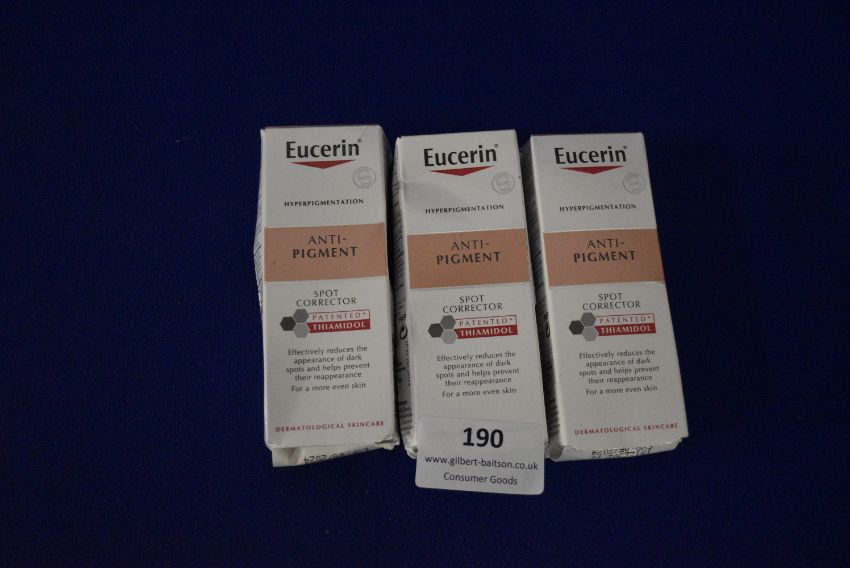 Eucerin®
HYPERPIGMENTATION
ANTI-
PIGMENT
SPOT
CORRECTOR
PATENTED*
THIAMIDOL
Effectively reduces the
appearance of dark
spots and helps prevent
their reappearance
For a more even skin
DERMATOLOGICAL SKINCARE
Eucerin®
HYPERPIGMENTATION
ANTI-
PIGMENT
SPOT
CORRECTOR
PATENTED*
THIAMIDOL
Effectively reduces the
appearance of dark
spots and helps prevent
their reappearance
For a more even skin
190
www.gilbert-baitson.co.uk
Consumer Goods
Eucerin®
HYPERPIGMENTATION
ANTI-
PIGMENT
SPOT
CORRECTOR
PATENTED*
THIAMIDOL
Effectively reduces the
appearance of dark
spots and helps prevent
their reappearance
For a more even skin
DERMATOLOGICAL SKINCARE